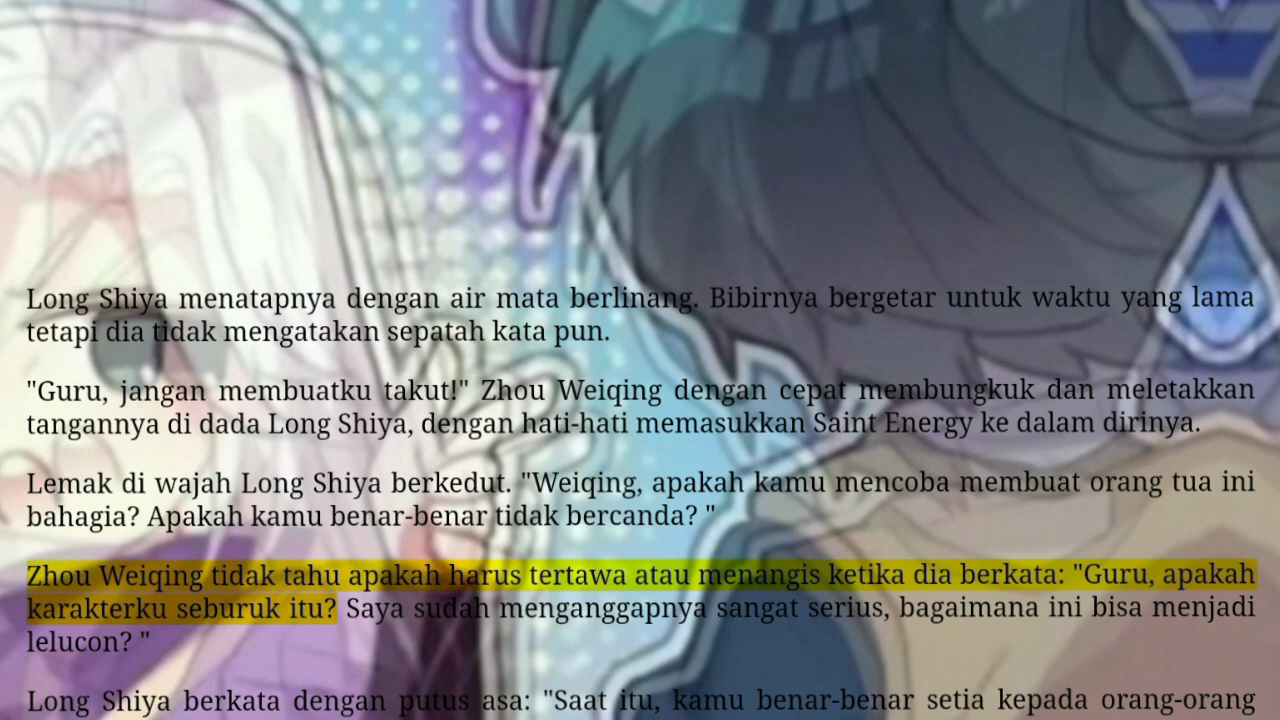 Long Shiya menatapnya dengan air mata berlinang. Bibirnya bergetar untuk waktu yang lama
tetapi dia tidak mengatakan sepatah kata pun.
"Guru, jangan membuatku takut!" Zhou Weiqing dengan cepat membungkuk dan meletakkan
tangannya di dada Long Shiya, dengan hati-hati memasukkan Saint Energy ke dalam dirinya.
Lemak di wajah Long Shiya berkedut. "Weiqing, apakah kamu mencoba membuat orang tua ini
bahagia? Apakah kamu benar-benar tidak bercanda? "
Zhou Weiqing tidak tahu apakah harus tertawa atau menangis ketika dia berkata: "Guru, apakah
karakterku seburuk itu? Saya sudah menganggapnya sangat serius, bagaimana ini bisa menjadi
lelucon? "
Long Shiya berkata dengan putus asa: "Saat itu, kamu benar-benar setia kepada orang-orang